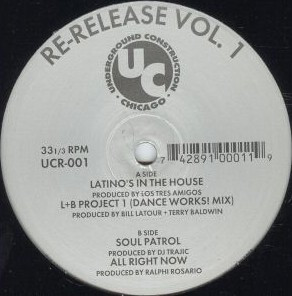 RE-RELEASE VOL. 1
UNDERGROUND CONSTRUCTION
UC
• CHICAGO •
33 1/3 RPM
UCR-001
7 42891 00011 9
A SIDE
LATINO'S IN THE HOUSE
PRODUCED BY LOS TRES AMIGOS
L+B PROJECT 1 (DANCE WORKS! MIX)
PRODUCED BY BILL LATOUR + TERRY BALDWIN
B SIDE
SOUL PATROL
PRODUCED BY DJ TRAJIC
ALL RIGHT NOW
PRODUCED BY RALPHI ROSARIO